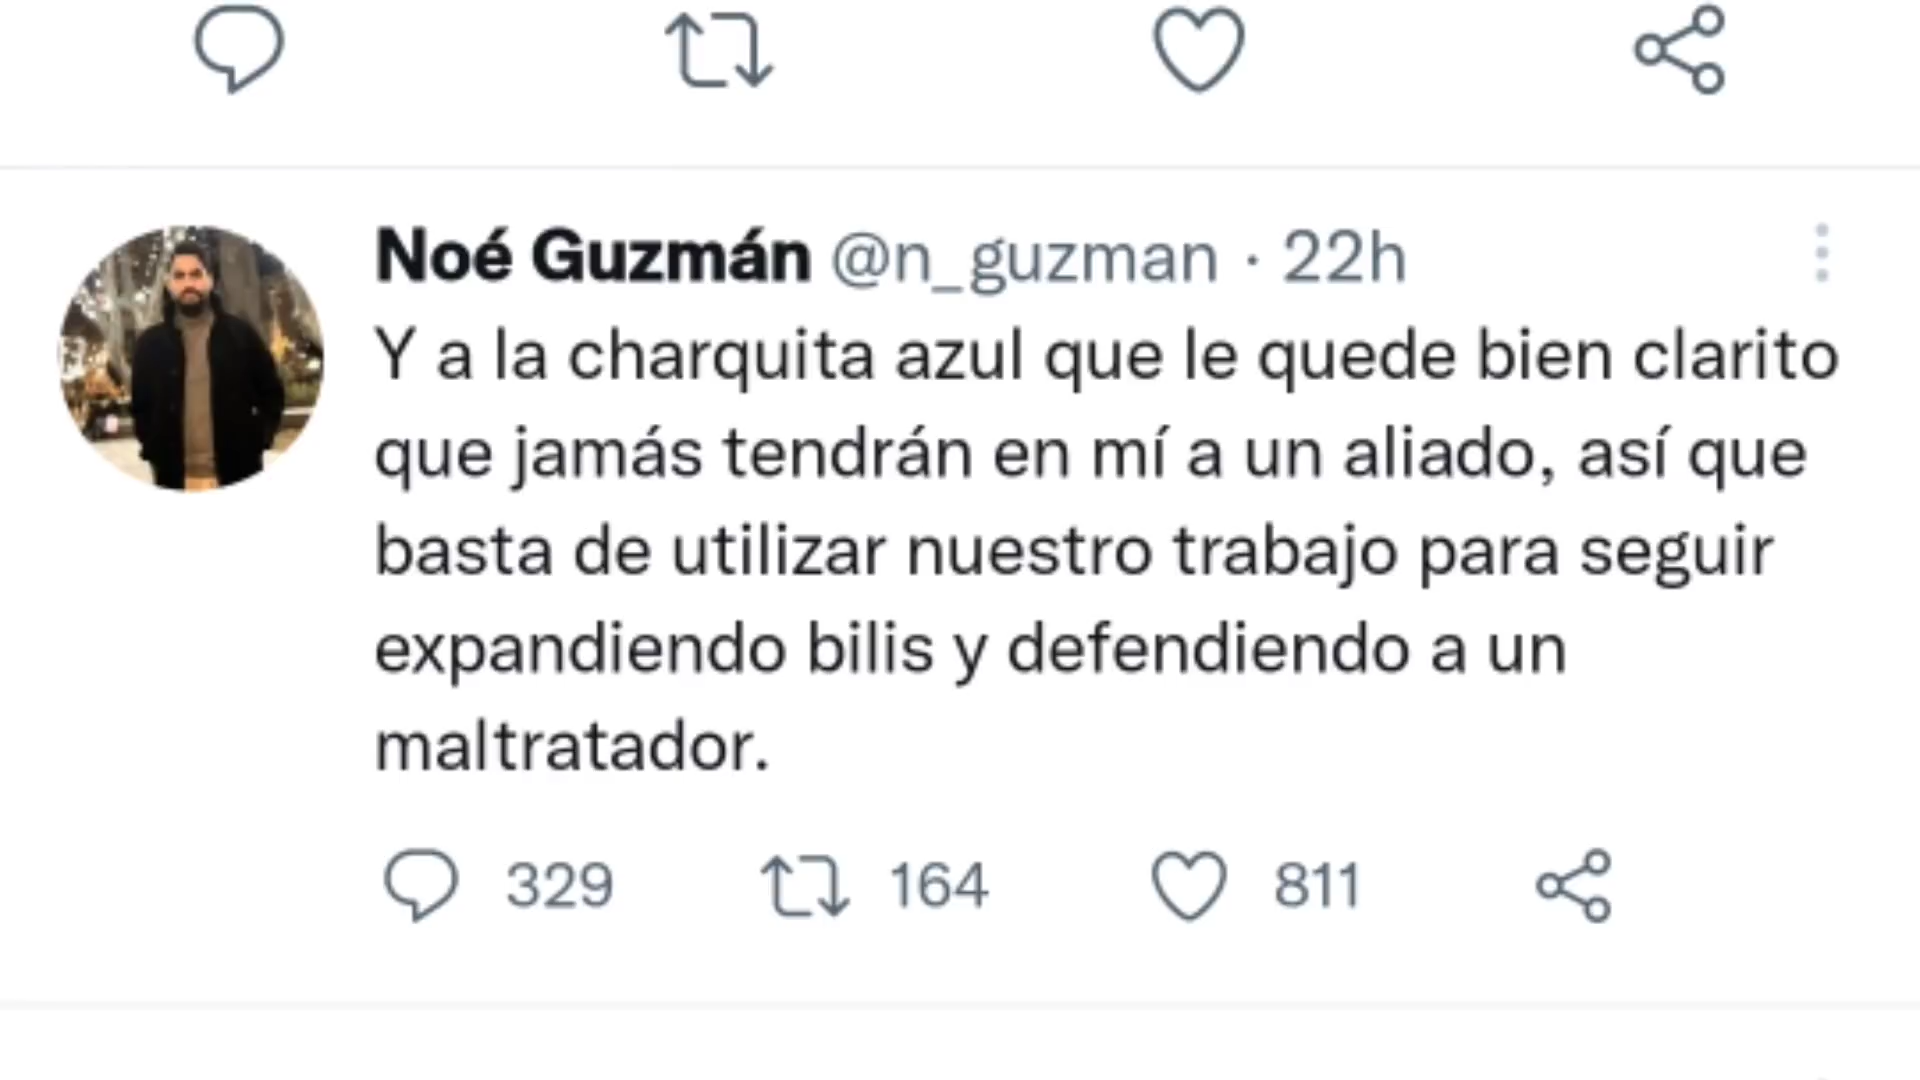 Noé Guzmán @n_guzman · 22h
Y a la charquita azul que le quede bien clarito
que jamás tendrán en mí a un aliado, así que
basta de utilizar nuestro trabajo para seguir
expandiendo bilis y defendiendo a un
maltratador.
329 164 811